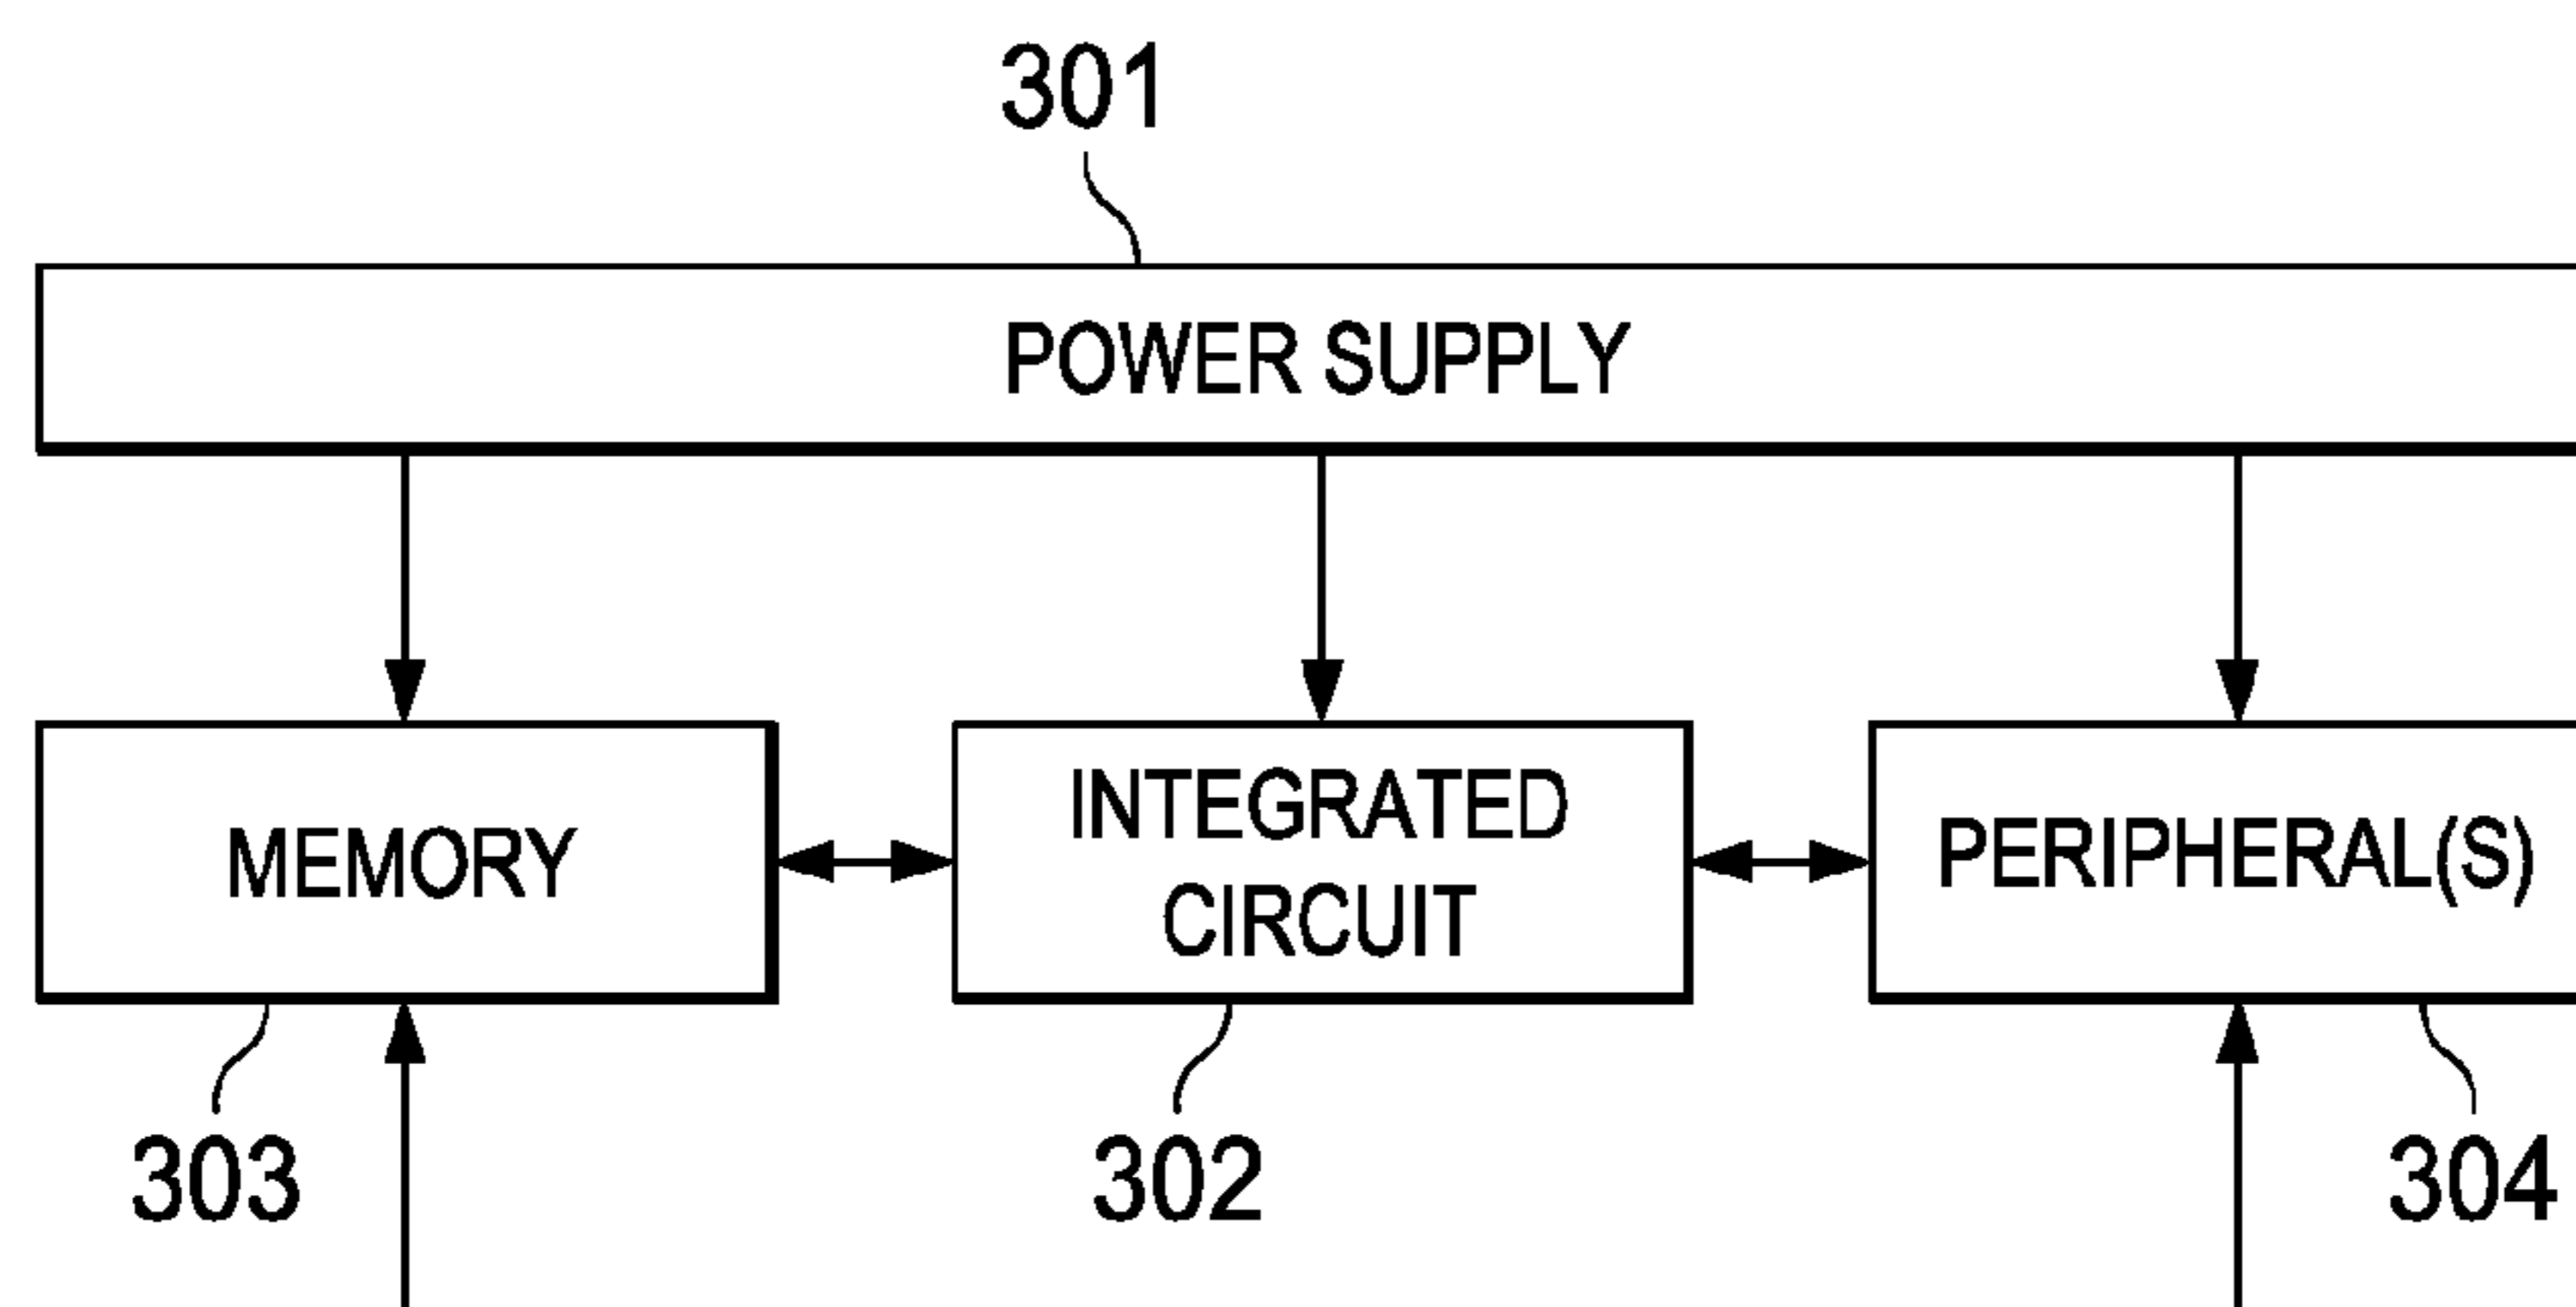 301
POWER SUPPLY
MEMORY
INTEGRATED
CIRCUIT
PERIPHERAL(S)
303
302
304